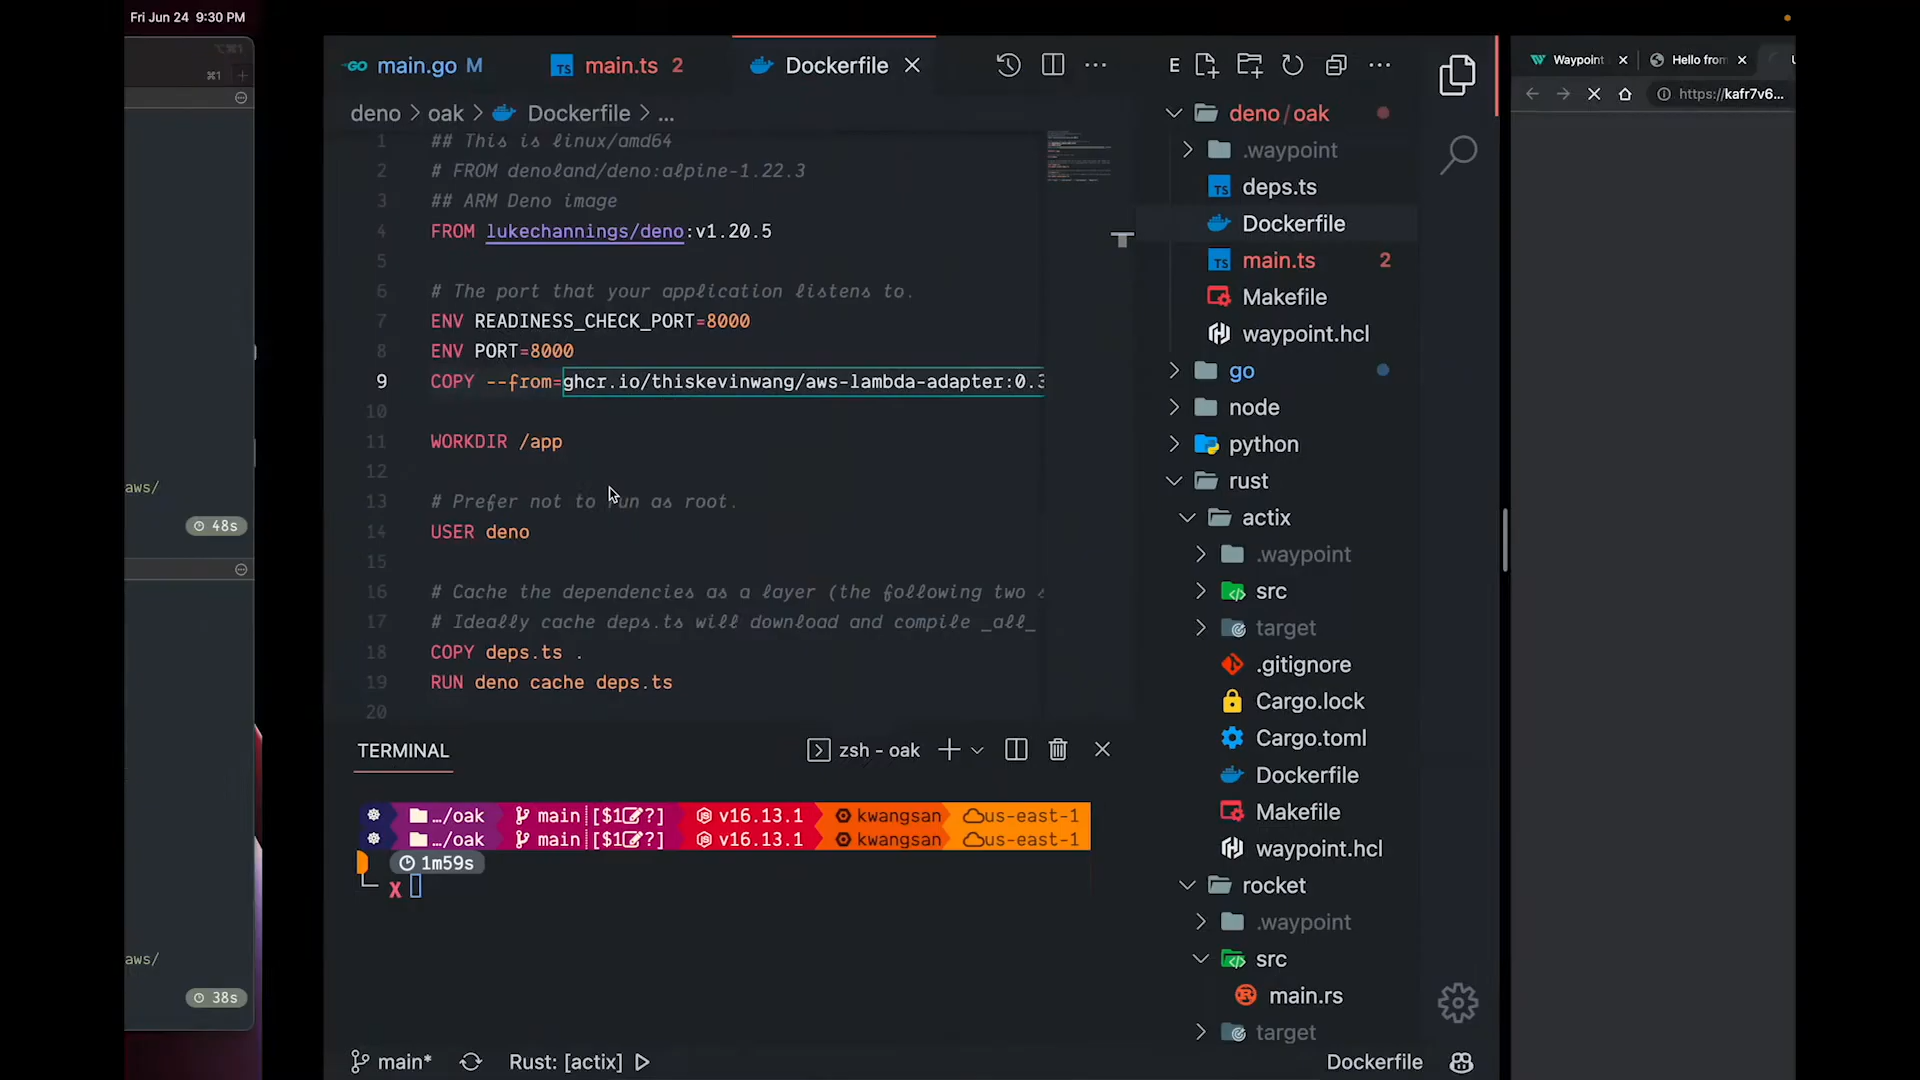 Fri Jun 24 9:30 PM
⌥⌘1
⌘1 +
aws/
48s
aws/
38s
main.go M
main.ts 2
Dockerfile
deno > oak > Dockerfile > ...
1 ## This is linux/amd64
2 # FROM denoland/deno:alpine-1.22.3
3 ## ARM Deno image
4 FROM lukechannings/deno:v1.20.5
5
6 # The port that your application listens to.
7 ENV READINESS_CHECK_PORT=8000
8 ENV PORT=8000
9 COPY --from=ghcr.io/thiskevinwang/aws-lambda-adapter:0.3
10
11 WORKDIR /app
12
13 # Prefer not to run as root.
14 USER deno
15
16 # Cache the dependencies as a layer (the following two s
17 # Ideally cache deps.ts will download and compile _all_
18 COPY deps.ts .
19 RUN deno cache deps.ts
20
TERMINAL
zsh - oak
…/oak main [$1 ?] v16.13.1 kwangsan us-east-1
…/oak main [$1 ?] v16.13.1 kwangsan us-east-1
1m59s
X
main*
Rust: [actix]
Dockerfile
E
deno / oak
.waypoint
deps.ts
Dockerfile
main.ts 2
Makefile
waypoint.hcl
go
node
python
rust
actix
.waypoint
src
target
.gitignore
Cargo.lock
Cargo.toml
Dockerfile
Makefile
waypoint.hcl
rocket
.waypoint
src
main.rs
target
Waypoint
Hello from
https://kafr7v6...